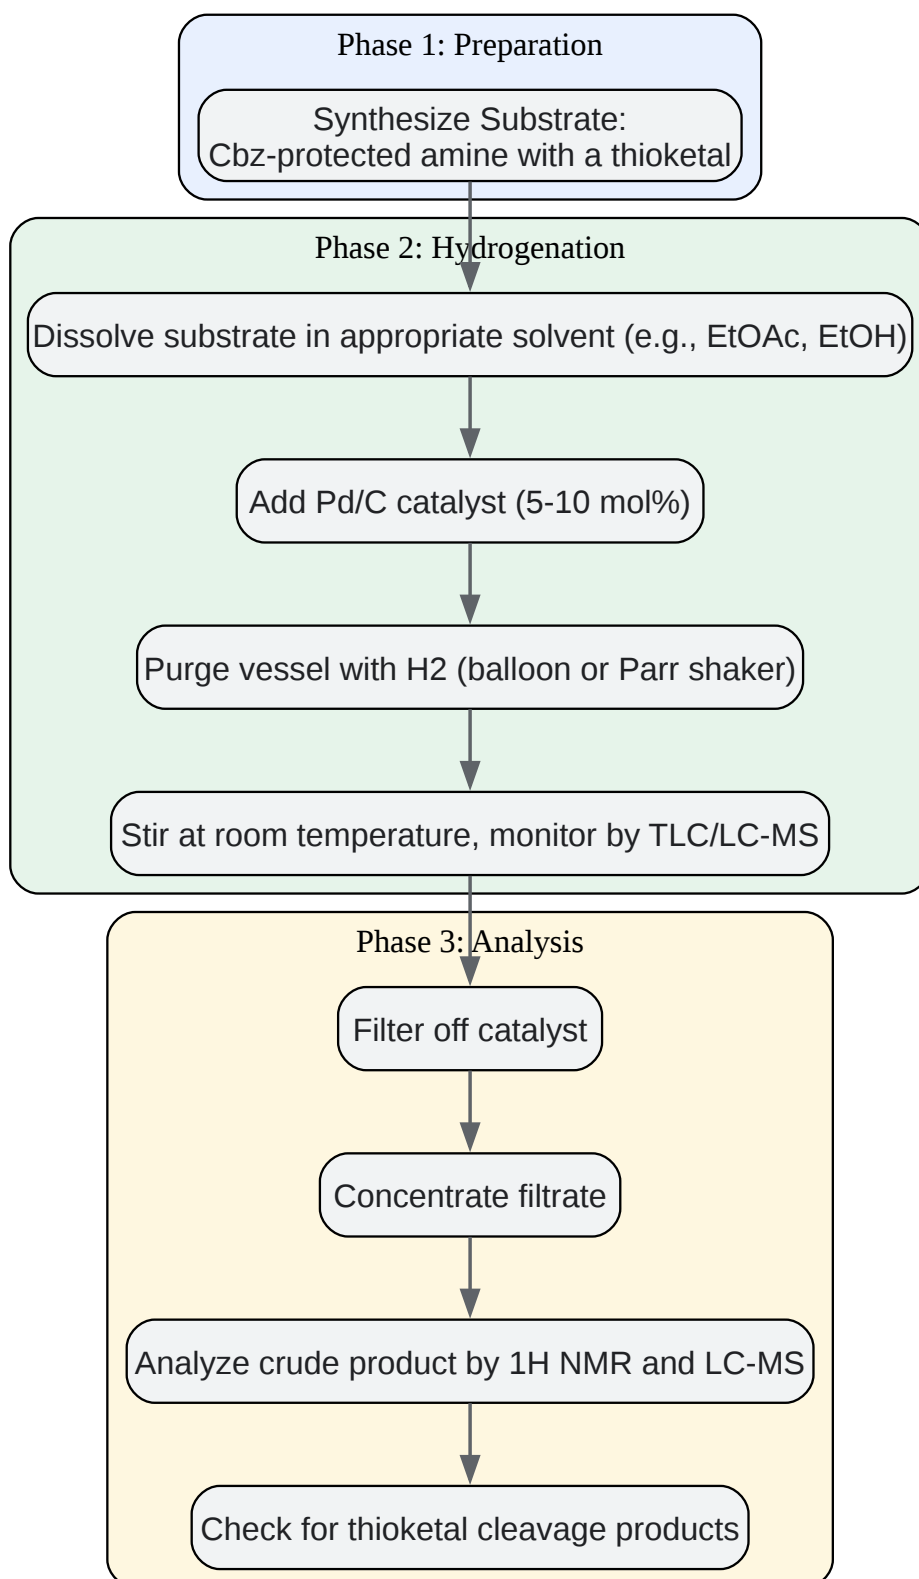 Phase 1: Preparation
Synthesize Substrate:
Cbz-protected amine with a thioketal
Phase 2: Hydrogenation
Dissolve substrate in appropriate solvent (e.g., EtOAc, EtOH)
Add Pd/C catalyst (5-10 mol%)
Purge vessel with H2 (balloon or Parr shaker)
Stir at room temperature, monitor by TLC/LC-MS
Phase 3: Analysis
Filter off catalyst
Concentrate filtrate
Analyze crude product by 1H NMR and LC-MS
Check for thioketal cleavage products